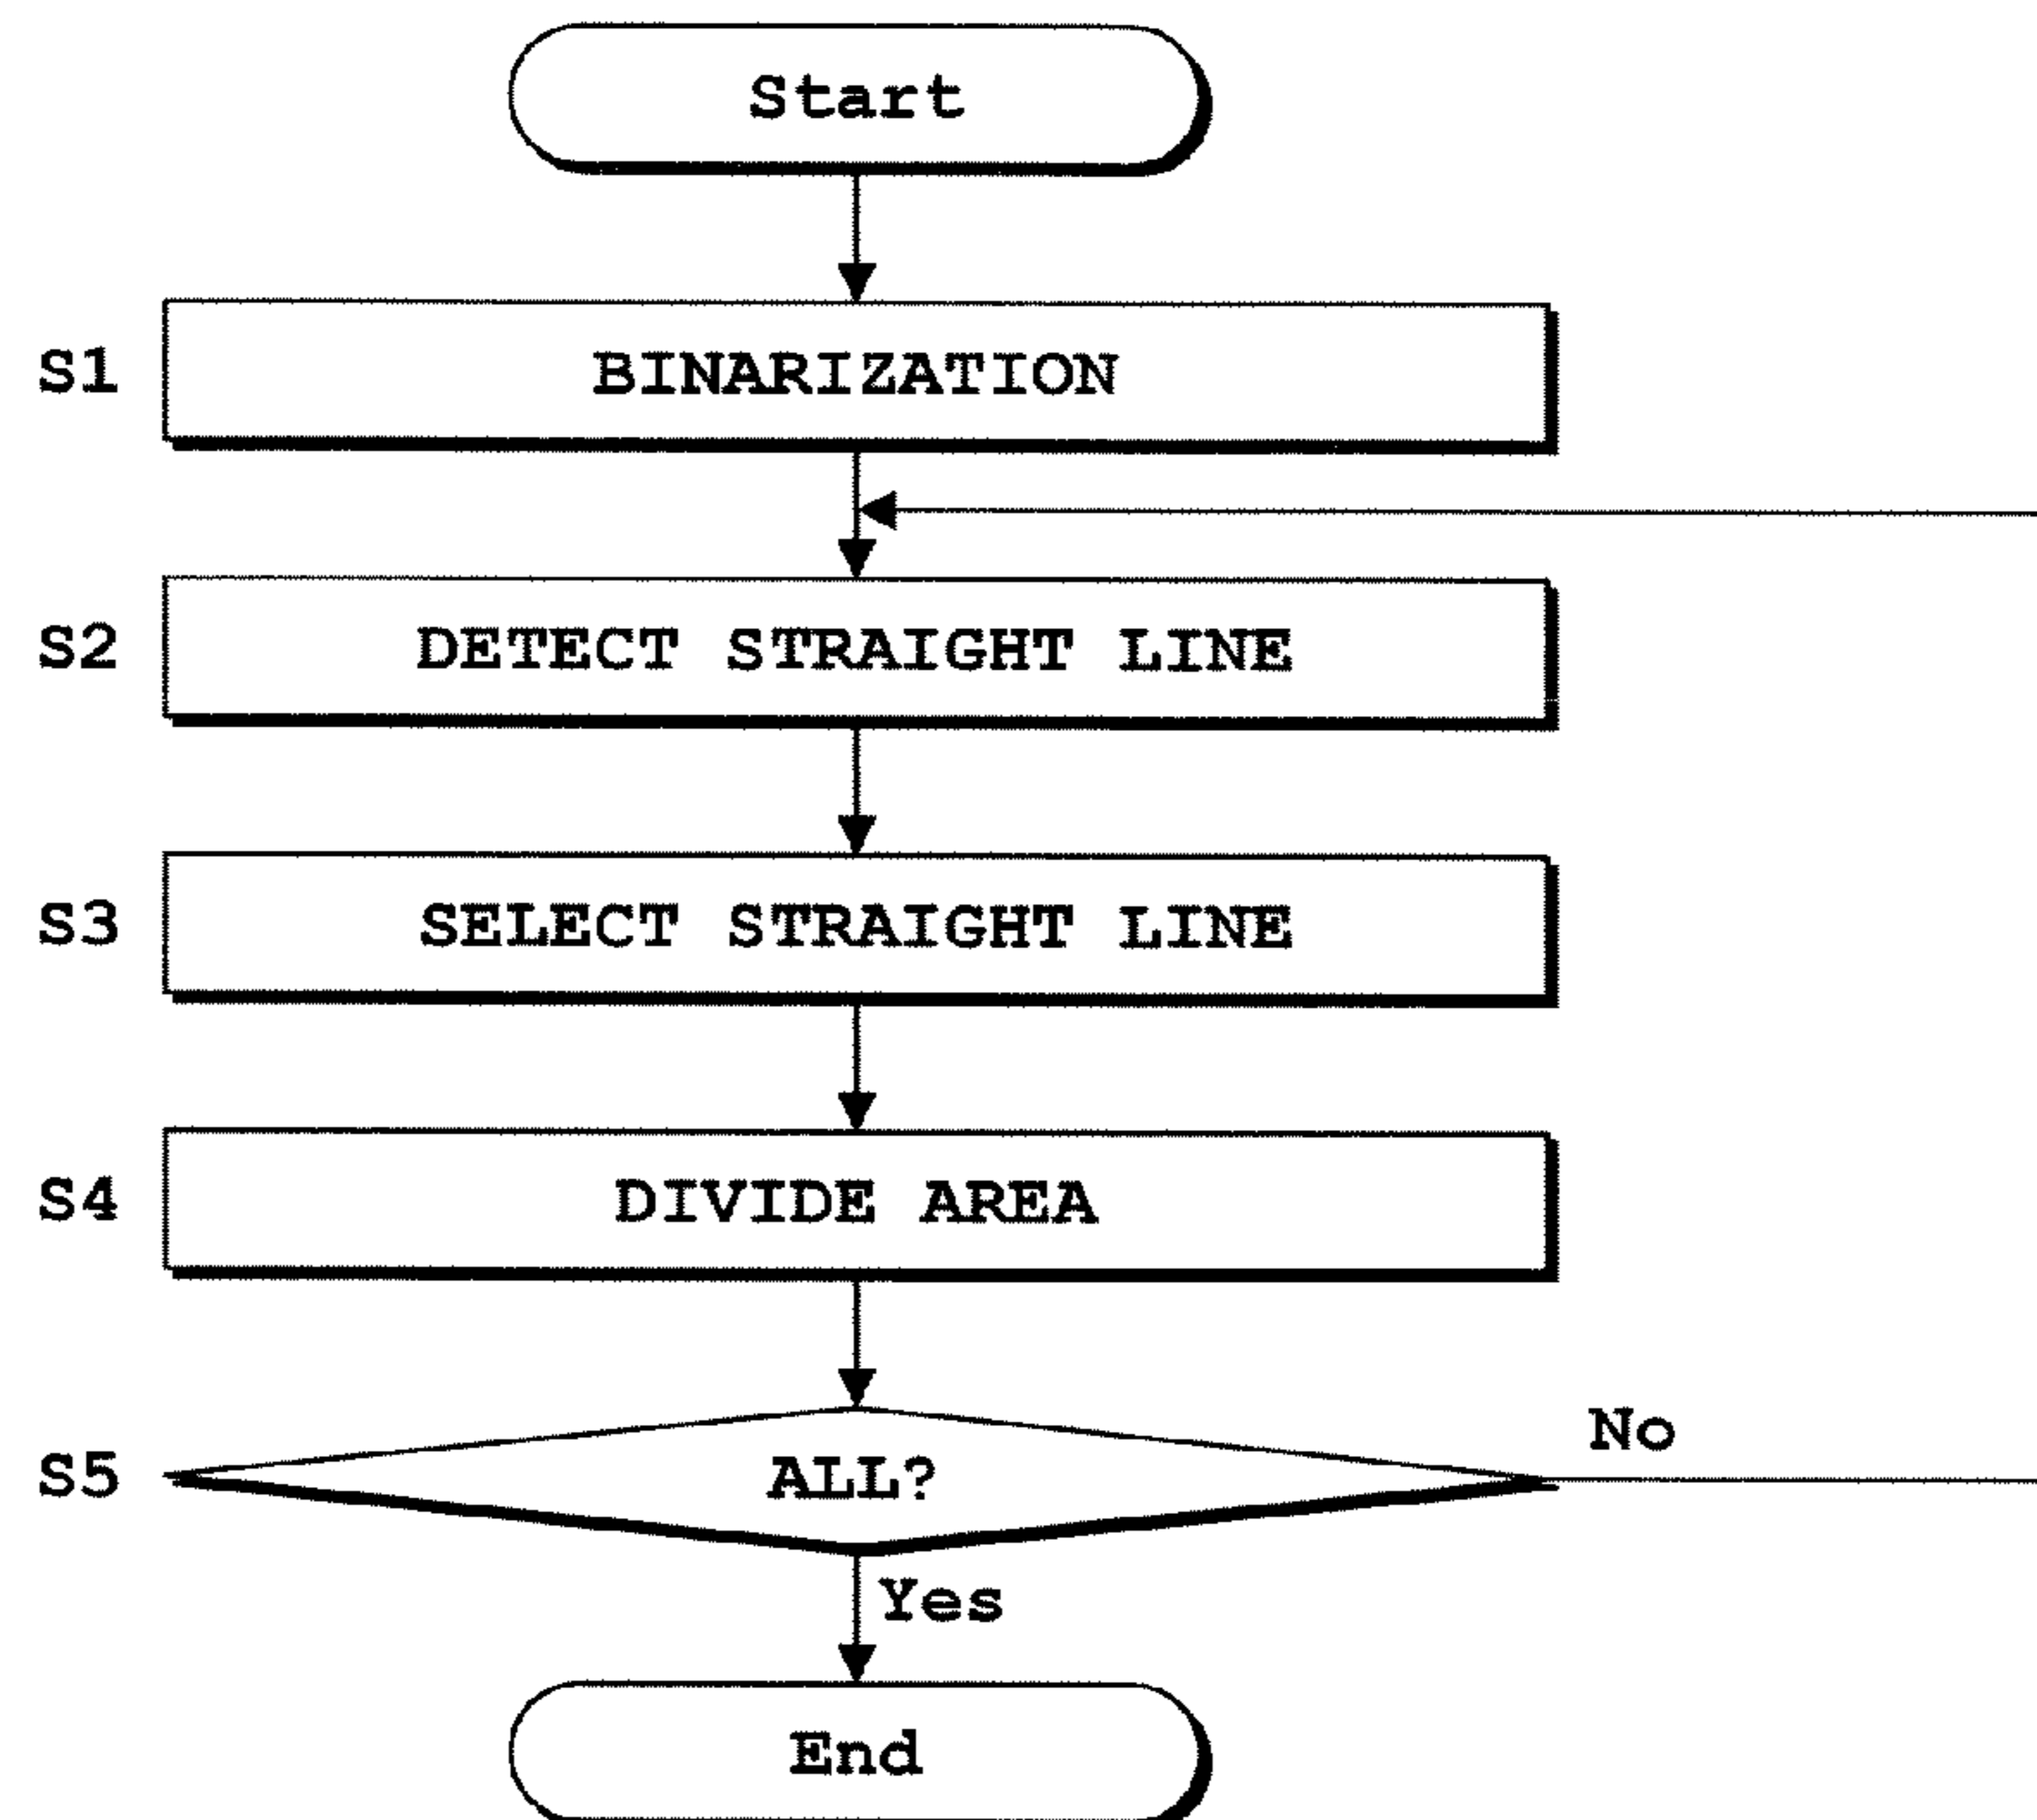 Start
S1 BINARIZATION
S2 DETECT STRAIGHT LINE
S3 SELECT STRAIGHT LINE
S4 DIVIDE AREA
No
S5 ALL?
Yes
End